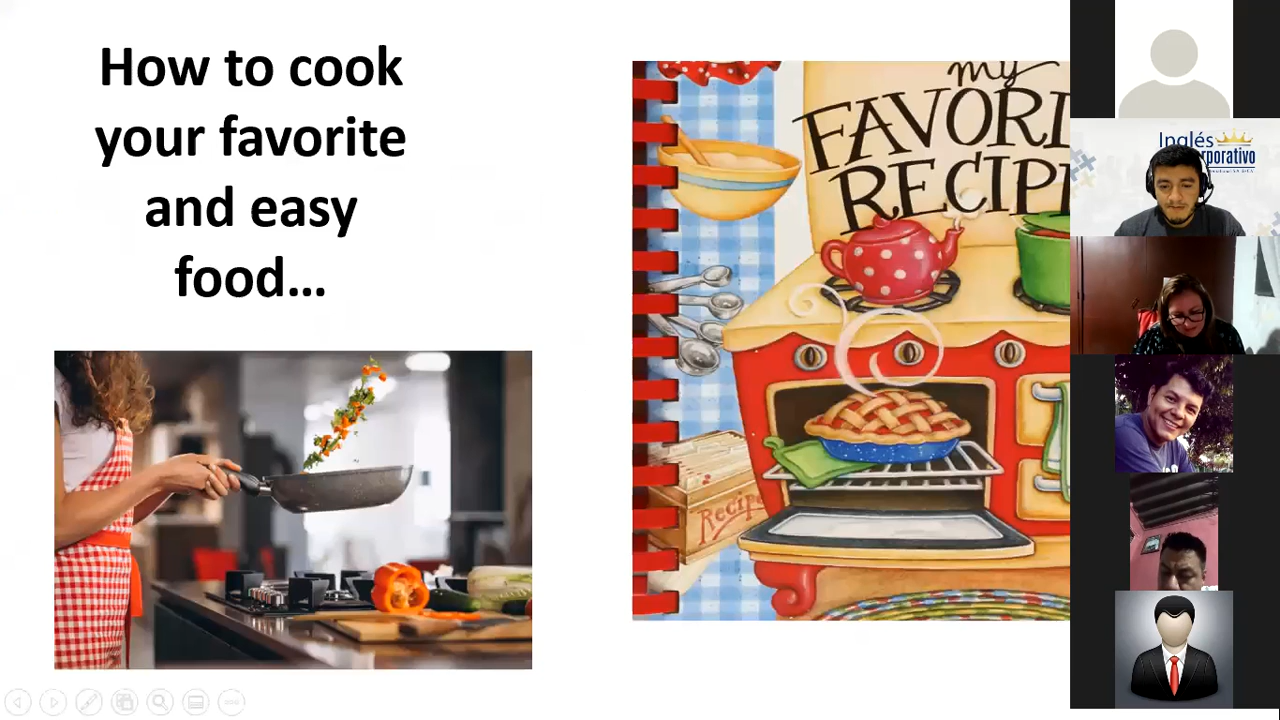 How to cook
your favorite
and easy
food...
my
FAVORI
RECIP
Recip
Inglés
rporativo